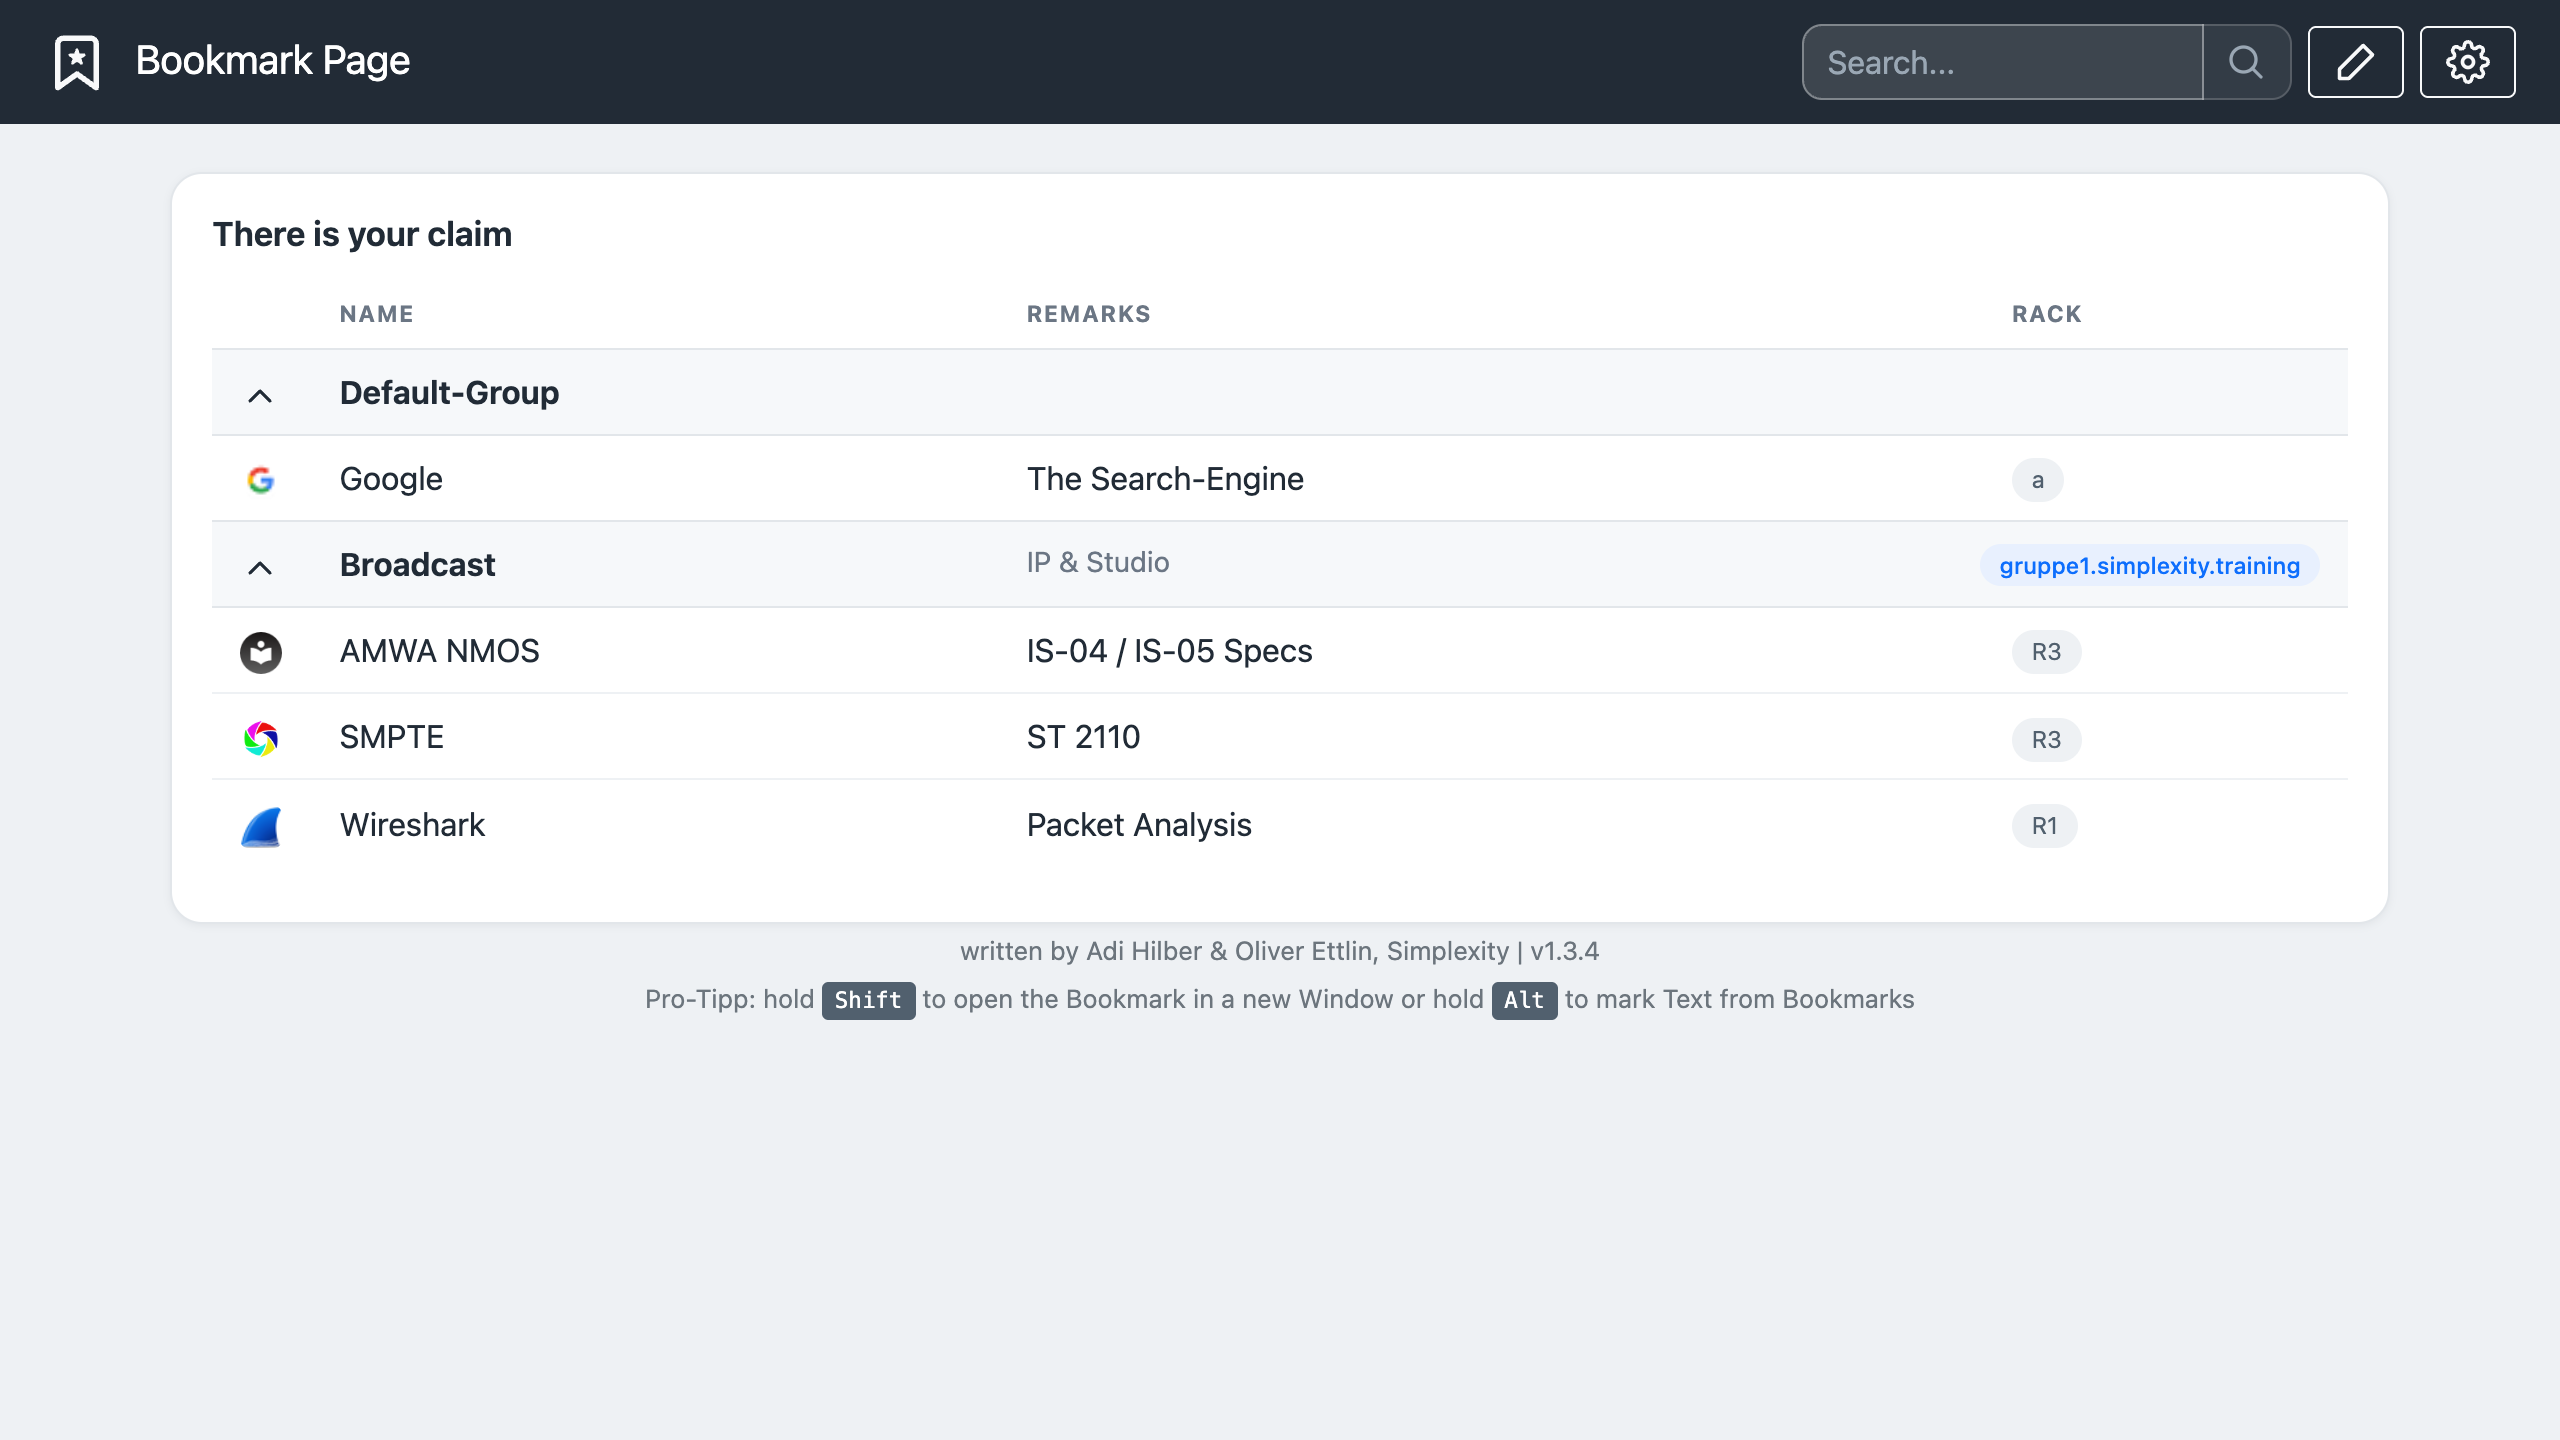 Bookmark Page
Search...
There is your claim
NAME REMARKS RACK
Default-Group
Google The Search-Engine a
Broadcast IP & Studio gruppe1.simplexity.training
AMWA NMOS IS-04 / IS-05 Specs R3
SMPTE ST 2110 R3
Wireshark Packet Analysis R1
written by Adi Hilber & Oliver Ettlin, Simplexity | v1.3.4
Pro-Tipp: hold Shift to open the Bookmark in a new Window or hold Alt to mark Text from Bookmarks